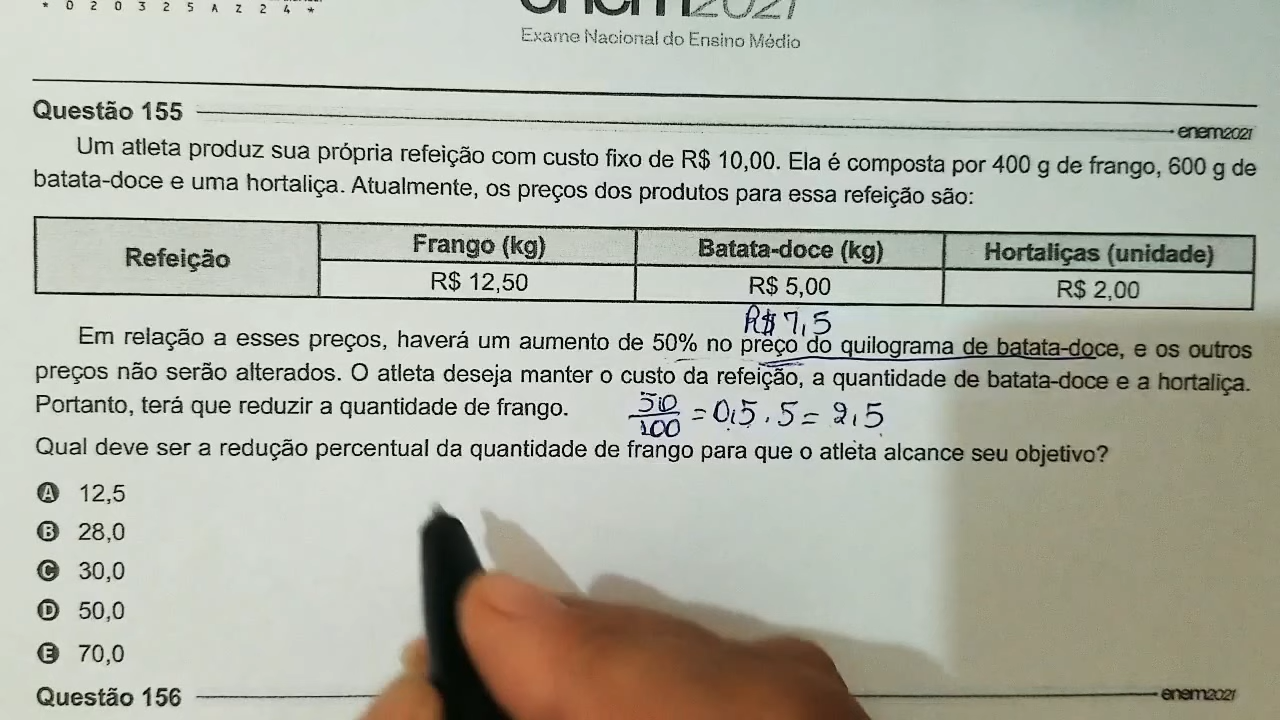 * 0 2 0 3 2 5 A Z 2 4 *
enem2021
Exame Nacional do Ensino Médio
Questão 155
enem2021
Um atleta produz sua própria refeição com custo fixo de R$ 10,00. Ela é composta por 400 g de frango, 600 g de
batata-doce e uma hortaliça. Atualmente, os preços dos produtos para essa refeição são:
Refeição Frango (kg) Batata-doce (kg) Hortaliças (unidade)
R$ 12,50 R$ 5,00 R$ 2,00
R$ 7,5
Em relação a esses preços, haverá um aumento de 50% no preço do quilograma de batata-doce, e os outros
preços não serão alterados. O atleta deseja manter o custo da refeição, a quantidade de batata-doce e a hortaliça.
Portanto, terá que reduzir a quantidade de frango.
50/100 = 0,5 . 5 = 2,5
Qual deve ser a redução percentual da quantidade de frango para que o atleta alcance seu objetivo?
A 12,5
B 28,0
C 30,0
D 50,0
E 70,0
Questão 156
enem2021